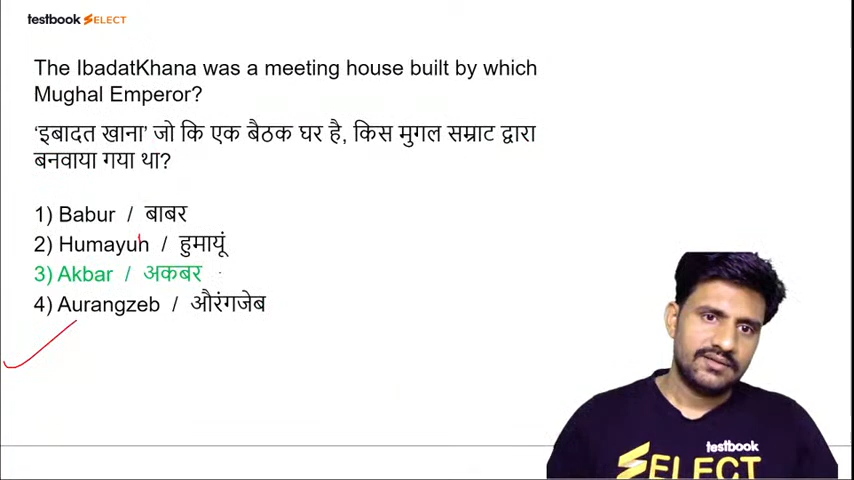 testbook SELECT
The IbadatKhana was a meeting house built by which
Mughal Emperor?
‘इबादत खाना’ जो कि एक बैठक घर है, किस मुगल सम्राट द्वारा
बनवाया गया था?
1) Babur / बाबर
2) Humayun / हुमायूं
3) Akbar / अकबर
4) Aurangzeb / औरंगजेब
testbook
SELECT